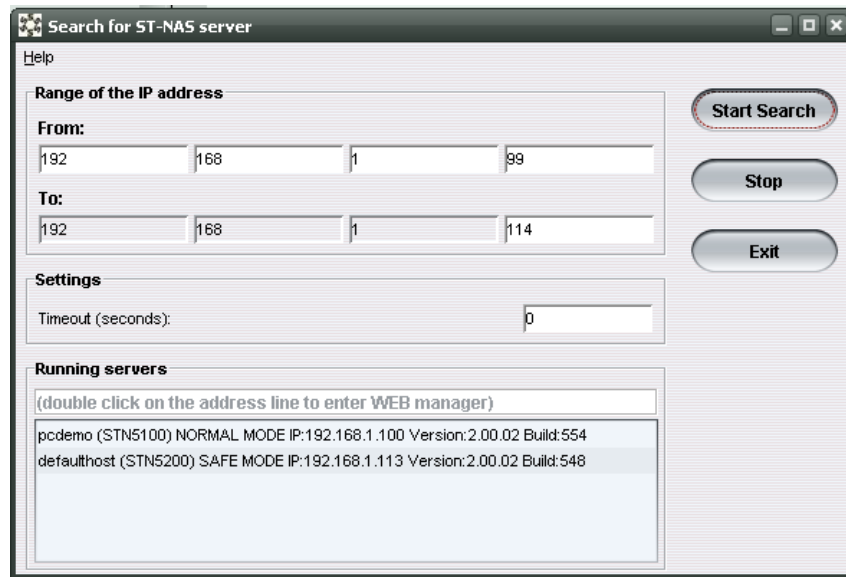 Search for ST-NAS server
Help
Range of the IP address
From:
192 168 1 99
To:
192 168 1 114
Start Search
Stop
Exit
Settings
Timeout (seconds): 0
Running servers
(double click on the address line to enter WEB manager)
pcdemo (STN5100) NORMAL MODE IP:192.168.1.100 Version:2.00.02 Build:554
defaulthost (STN5200) SAFE MODE IP:192.168.1.113 Version:2.00.02 Build:548